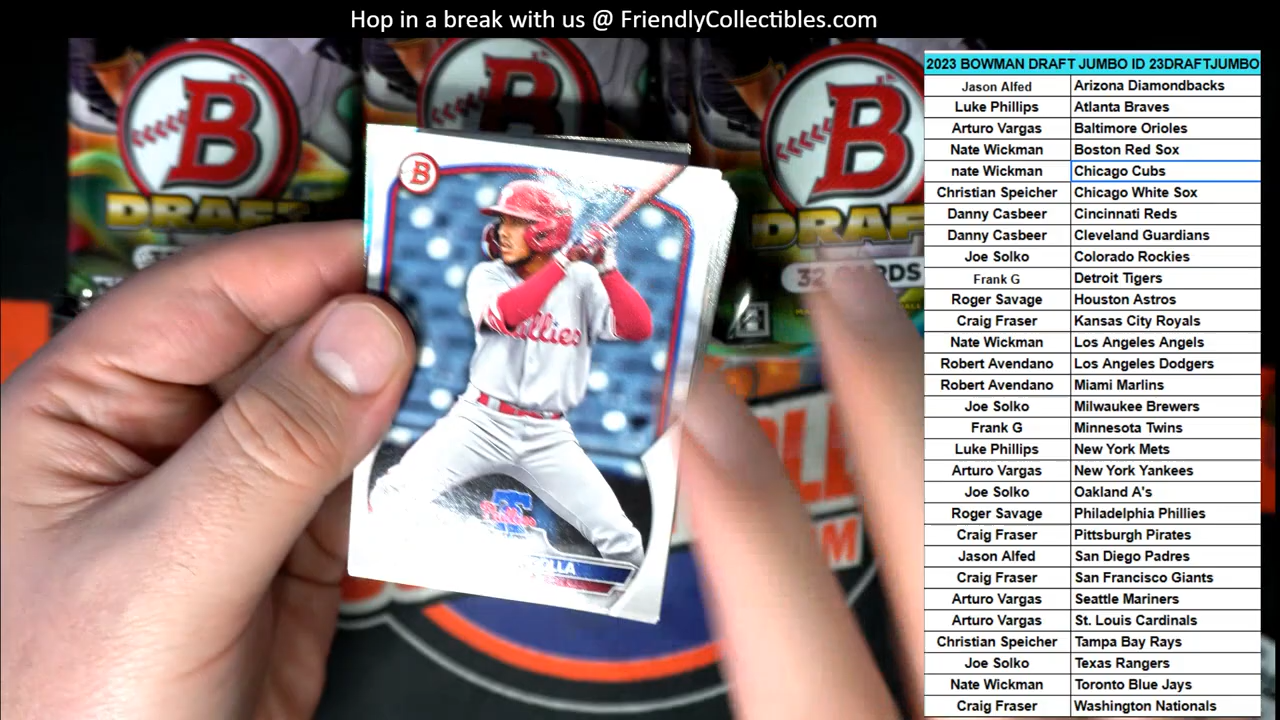 Hop in a break with us @ FriendlyCollectibles.com
2023 BOWMAN DRAFT JUMBO ID 23DRAFTJUMBO
Jason Alfed Arizona Diamondbacks
Luke Phillips Atlanta Braves
Arturo Vargas Baltimore Orioles
Nate Wickman Boston Red Sox
nate Wickman Chicago Cubs
Christian Speicher Chicago White Sox
Danny Casbeer Cincinnati Reds
Danny Casbeer Cleveland Guardians
Joe Solko Colorado Rockies
Frank G Detroit Tigers
Roger Savage Houston Astros
Craig Fraser Kansas City Royals
Nate Wickman Los Angeles Angels
Robert Avendano Los Angeles Dodgers
Robert Avendano Miami Marlins
Joe Solko Milwaukee Brewers
Frank G Minnesota Twins
Luke Phillips New York Mets
Arturo Vargas New York Yankees
Joe Solko Oakland A's
Roger Savage Philadelphia Phillies
Craig Fraser Pittsburgh Pirates
Jason Alfed San Diego Padres
Craig Fraser San Francisco Giants
Arturo Vargas Seattle Mariners
Arturo Vargas St. Louis Cardinals
Christian Speicher Tampa Bay Rays
Joe Solko Texas Rangers
Nate Wickman Toronto Blue Jays
Craig Fraser Washington Nationals
B
B
B
DRAFT
DRAF
32 CARDS
B
Phillies
Phillies